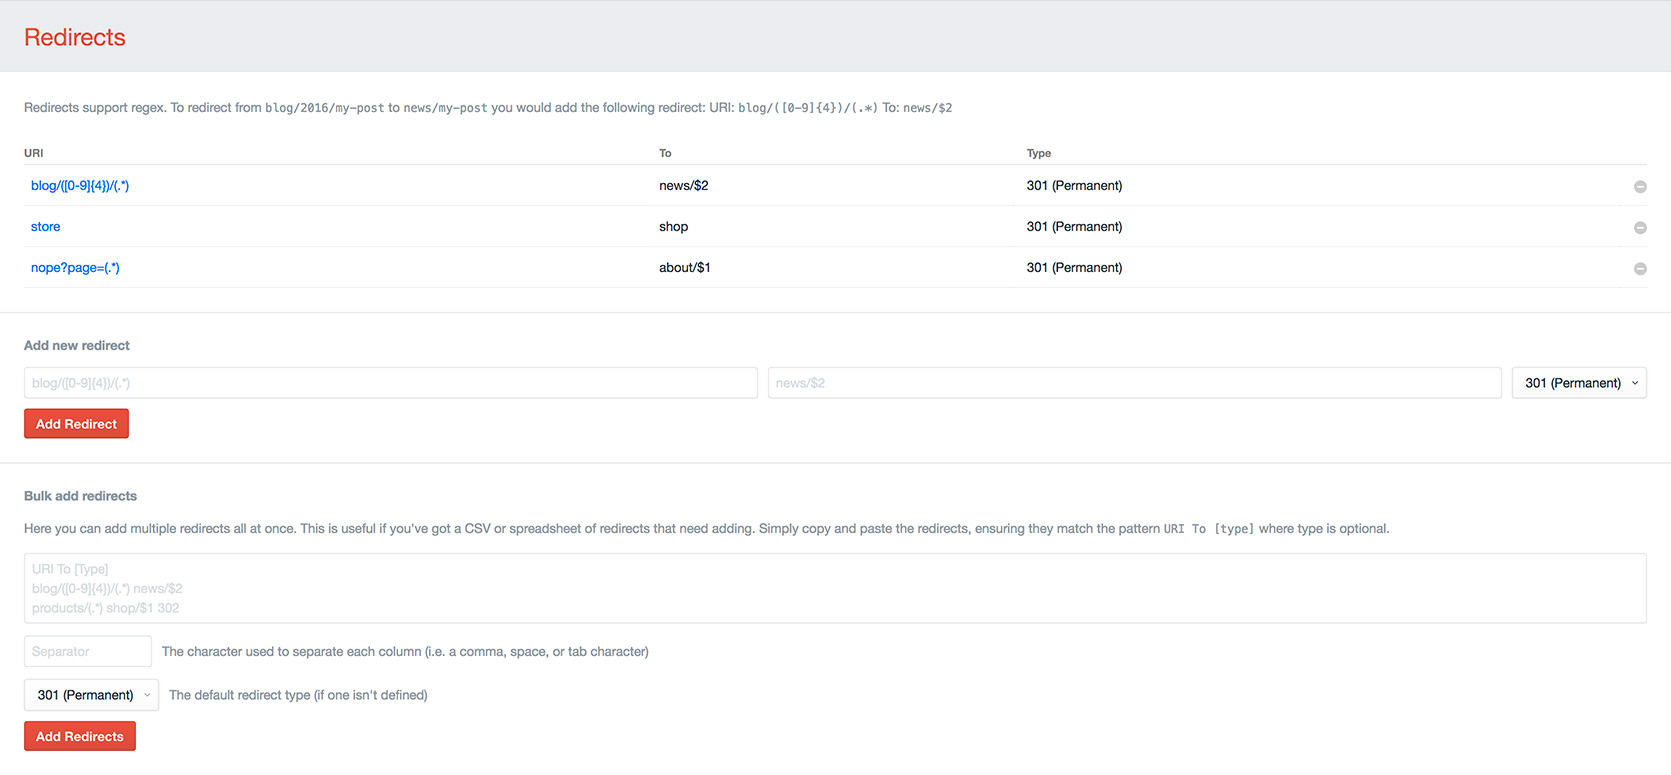 Redirects
Redirects support regex. To redirect from blog/2016/my-post to news/my-post you would add the following redirect: URI: blog/([0-9]{4})/(.*) To: news/$2
URI To Type
blog/([0-9]{4})/(.*) news/$2 301 (Permanent)
store shop 301 (Permanent)
nope?page=(.*) about/$1 301 (Permanent)
Add new redirect
blog/([0-9]{4})/(.*) news/$2 301 (Permanent)
Add Redirect
Bulk add redirects
Here you can add multiple redirects all at once. This is useful if you've got a CSV or spreadsheet of redirects that need adding. Simply copy and paste the redirects, ensuring they match the pattern URI To [type] where type is optional.
URI To [Type]
blog/([0-9]{4})/(.*) news/$2
products/(.*) shop/$1 302
Separator The character used to separate each column (i.e. a comma, space, or tab character)
301 (Permanent) The default redirect type (if one isn't defined)
Add Redirects